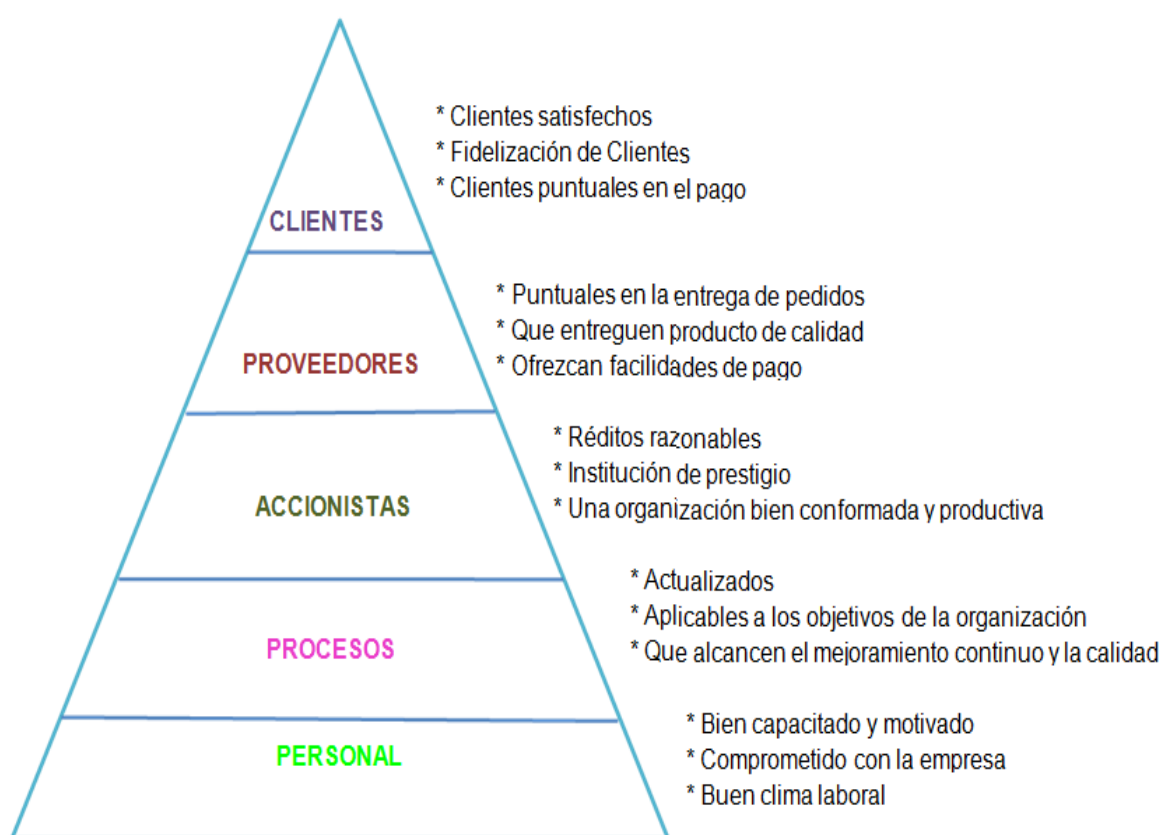 * Clientes satisfechos
* Fidelización de Clientes
* Clientes puntuales en el pago
CLIENTES
* Puntuales en la entrega de pedidos
* Que entreguen producto de calidad
PROVEEDORES
* Ofrezcan facilidades de pago
* Réditos razonables
* Institución de prestigio
ACCIONISTAS
* Una organización bien conformada y productiva
* Actualizados
* Aplicables a los objetivos de la organización
PROCESOS
* Que alcancen el mejoramiento continuo y la calidad
* Bien capacitado y motivado
PERSONAL
* Comprometido con la empresa
* Buen clima laboral